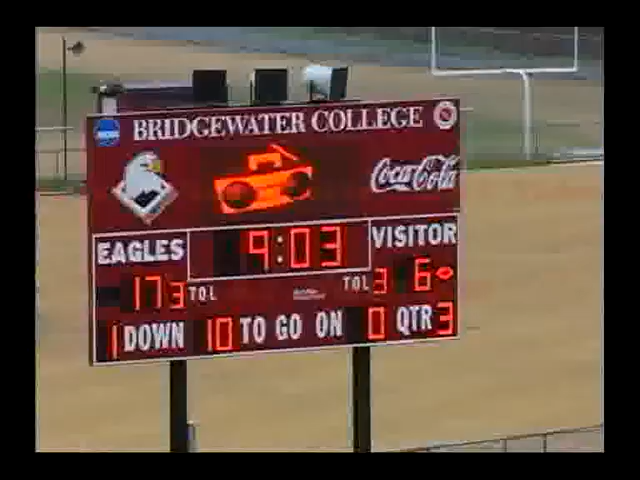 BRIDGEWATER COLLEGE
Coca-Cola
EAGLES 9:03 VISITOR
17 3 TOL TOL 3 6
1 DOWN 10 TO GO ON 0 QTR 3